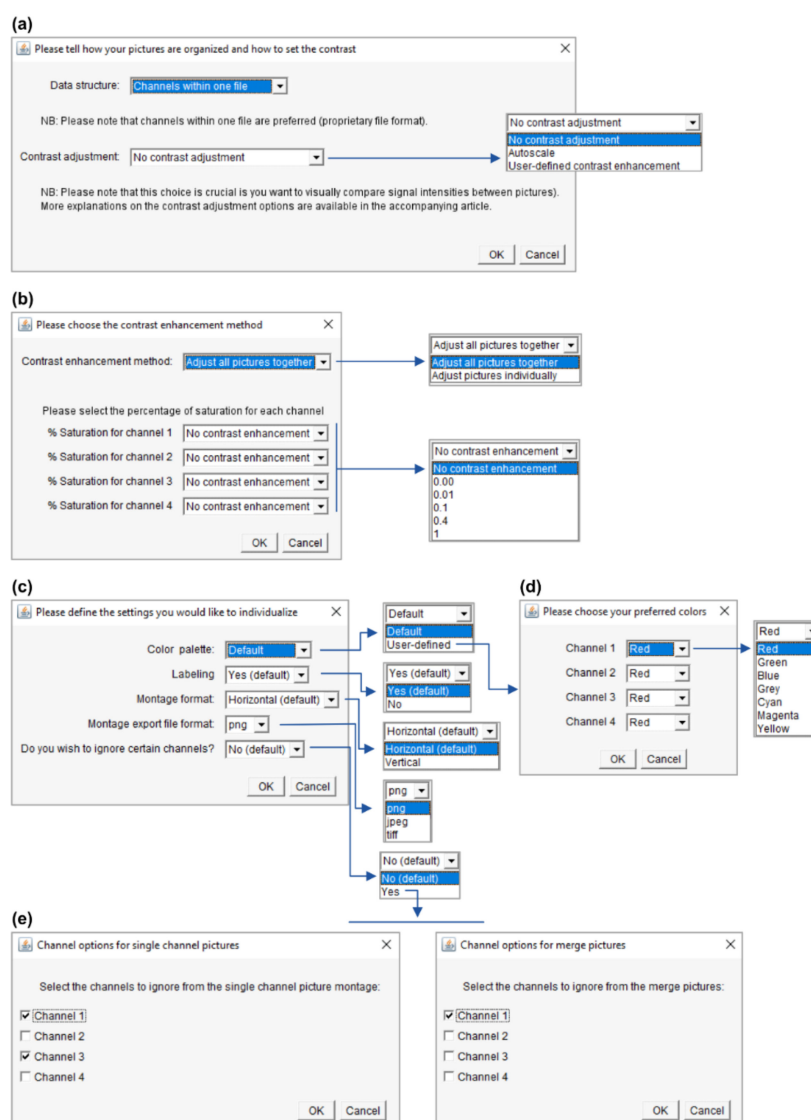 (a)
Please tell how your pictures are organized and how to set the contrast
Data structure: Channels within one file
NB: Please note that channels within one file are preferred (proprietary file format).
Contrast adjustment: No contrast adjustment
No contrast adjustment
No contrast adjustment
Autoscale
User-defined contrast enhancement
NB: Please note that this choice is crucial is you want to visually compare signal intensities between pictures).
More explanations on the contrast adjustment options are available in the accompanying article.
OK Cancel
(b)
Please choose the contrast enhancement method
Contrast enhancement method: Adjust all pictures together
Adjust all pictures together
Adjust all pictures together
Adjust pictures individually
Please select the percentage of saturation for each channel
% Saturation for channel 1 No contrast enhancement
% Saturation for channel 2 No contrast enhancement
% Saturation for channel 3 No contrast enhancement
% Saturation for channel 4 No contrast enhancement
No contrast enhancement
No contrast enhancement
0.00
0.01
0.1
0.4
1
OK Cancel
(c)
Please define the settings you would like to individualize
Color palette: Default
Labeling Yes (default)
Montage format: Horizontal (default)
Montage export file format: png
Do you wish to ignore certain channels? No (default)
OK Cancel
Default
Default
User-defined
Yes (default)
Yes (default)
No
Horizontal (default)
Horizontal (default)
Vertical
png
png
jpeg
tiff
No (default)
No (default)
Yes
(d)
Please choose your preferred colors
Channel 1 Red
Channel 2 Red
Channel 3 Red
Channel 4 Red
OK Cancel
Red
Red
Green
Blue
Grey
Cyan
Magenta
Yellow
(e)
Channel options for single channel pictures
Select the channels to ignore from the single channel picture montage:
Channel 1
Channel 2
Channel 3
Channel 4
OK Cancel
Channel options for merge pictures
Select the channels to ignore from the merge pictures:
Channel 1
Channel 2
Channel 3
Channel 4
OK Cancel